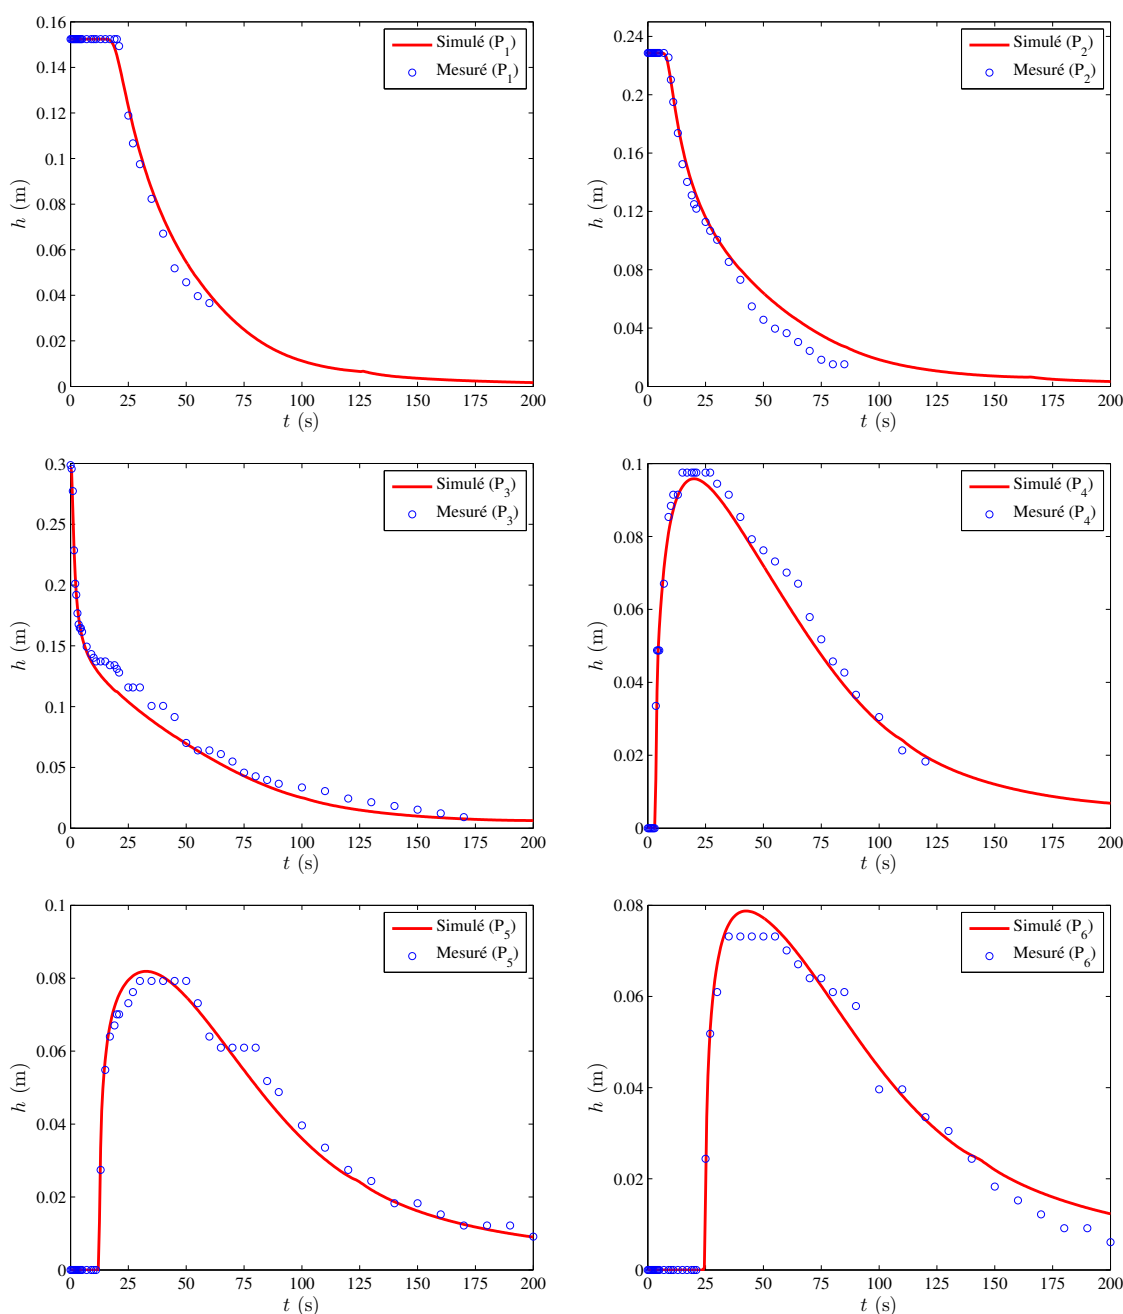 0.16
0.14
0.12
0.1
0.08
0.06
0.04
0.02
0
h (m)
0 25 50 75 100 125 150 175 200
t (s)
Simulé (P1)
Mesuré (P1)
0.24
0.2
0.16
0.12
0.08
0.04
0
h (m)
0 25 50 75 100 125 150 175 200
t (s)
Simulé (P2)
Mesuré (P2)
0.3
0.25
0.2
0.15
0.1
0.05
0
h (m)
0 25 50 75 100 125 150 175 200
t (s)
Simulé (P3)
Mesuré (P3)
0.1
0.08
0.06
0.04
0.02
0
h (m)
0 25 50 75 100 125 150 175 200
t (s)
Simulé (P4)
Mesuré (P4)
0.1
0.08
0.06
0.04
0.02
0
h (m)
0 25 50 75 100 125 150 175 200
t (s)
Simulé (P5)
Mesuré (P5)
0.08
0.06
0.04
0.02
0
h (m)
0 25 50 75 100 125 150 175 200
t (s)
Simulé (P6)
Mesuré (P6)